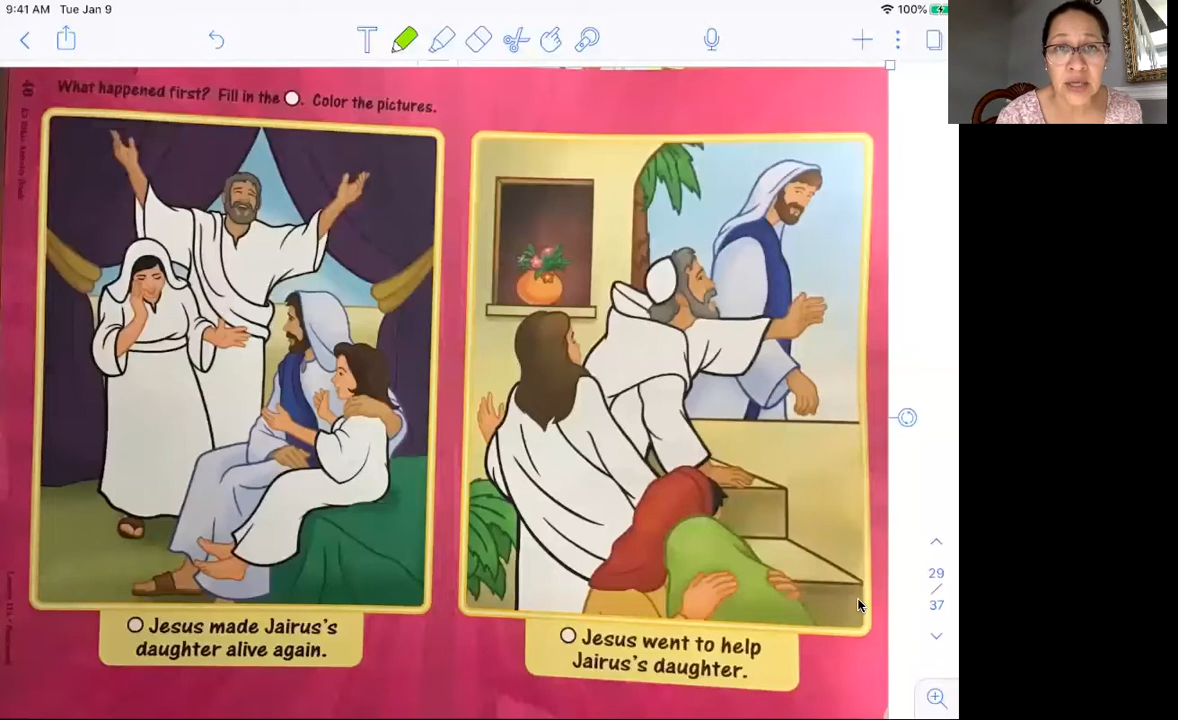 9:41 AM Tue Jan 9
100%
What happened first? Fill in the . Color the pictures.
Jesus made Jairus's
daughter alive again.
Jesus went to help
Jairus's daughter.
29
37